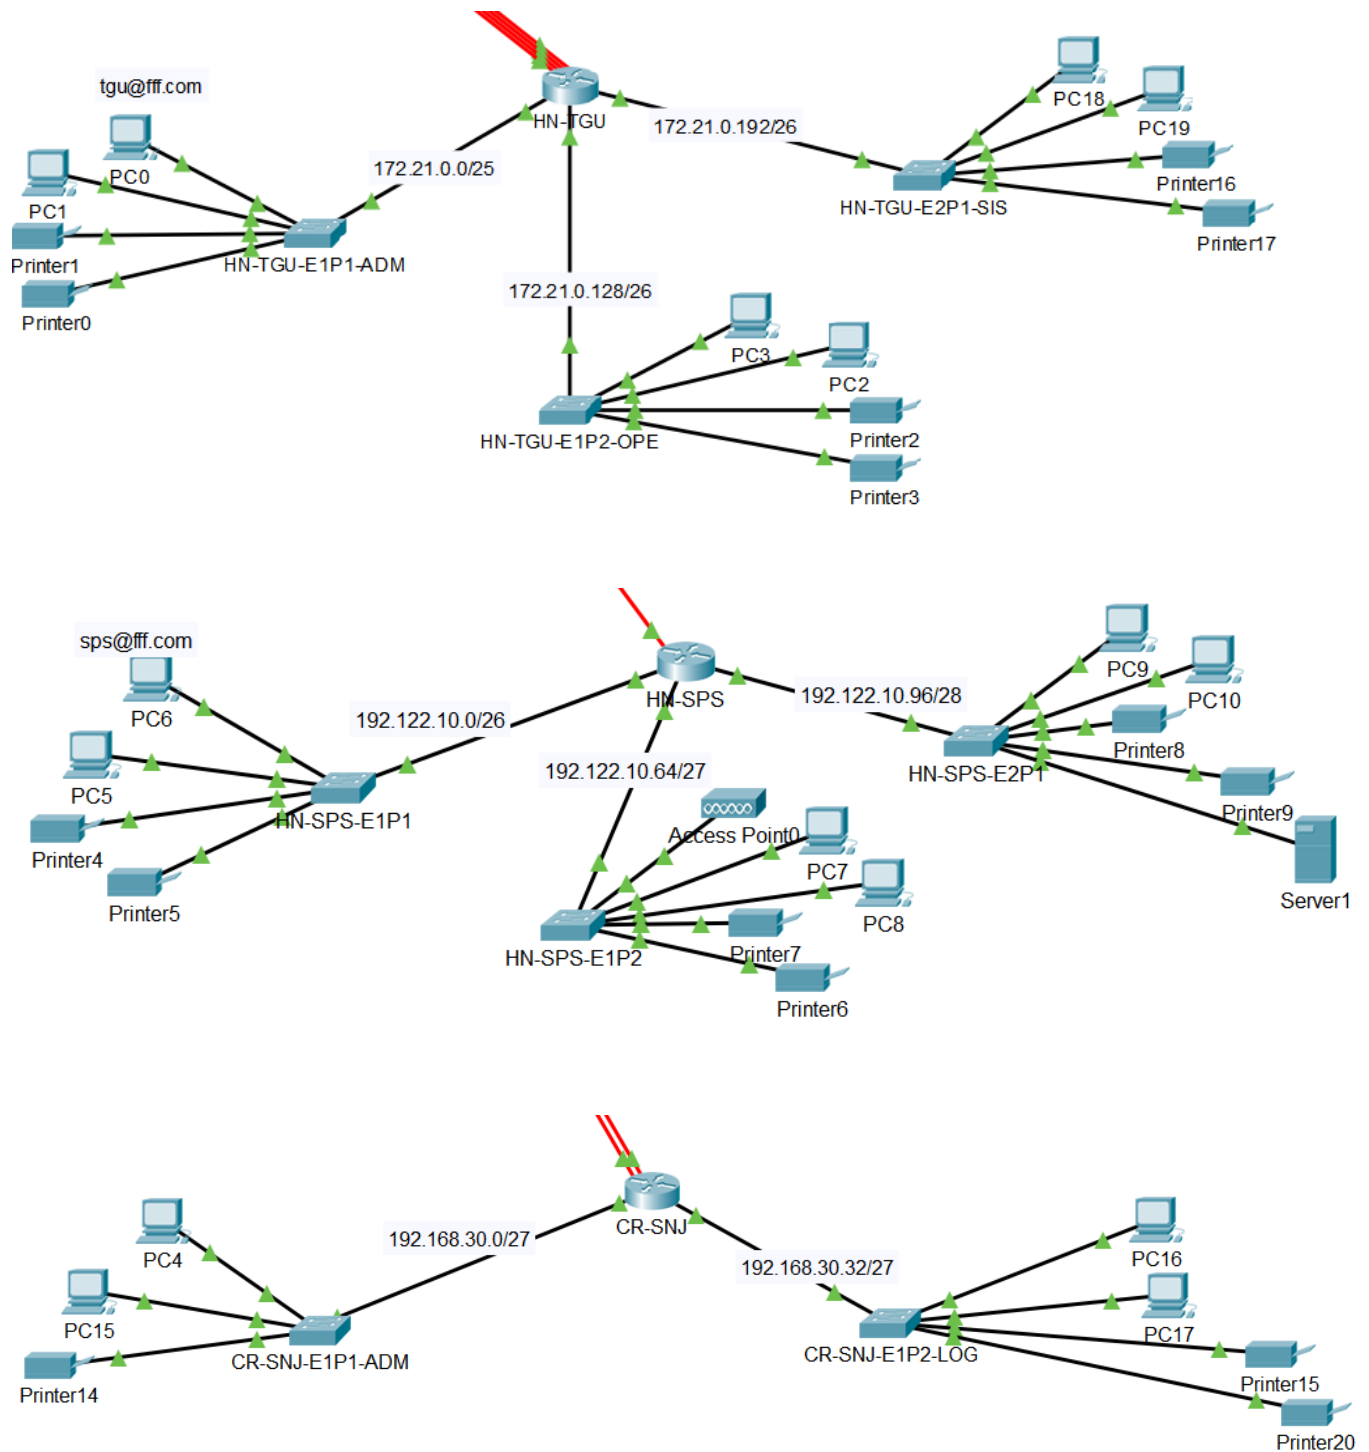 tgu@fff.com
PC0
PC1
Printer1
Printer0
HN-TGU-E1P1-ADM
172.21.0.0/25
HN-TGU
172.21.0.192/26
PC18
PC19
Printer16
Printer17
HN-TGU-E2P1-SIS
172.21.0.128/26
PC3
PC2
Printer2
Printer3
HN-TGU-E1P2-OPE
sps@fff.com
PC6
PC5
Printer4
Printer5
HN-SPS-E1P1
192.122.10.0/26
HN-SPS
192.122.10.96/28
PC9
PC10
Printer8
Printer9
Server1
HN-SPS-E2P1
192.122.10.64/27
Access Point0
PC7
PC8
Printer7
Printer6
HN-SPS-E1P2
PC4
PC15
Printer14
CR-SNJ-E1P1-ADM
192.168.30.0/27
CR-SNJ
192.168.30.32/27
PC16
PC17
Printer15
Printer20
CR-SNJ-E1P2-LOG